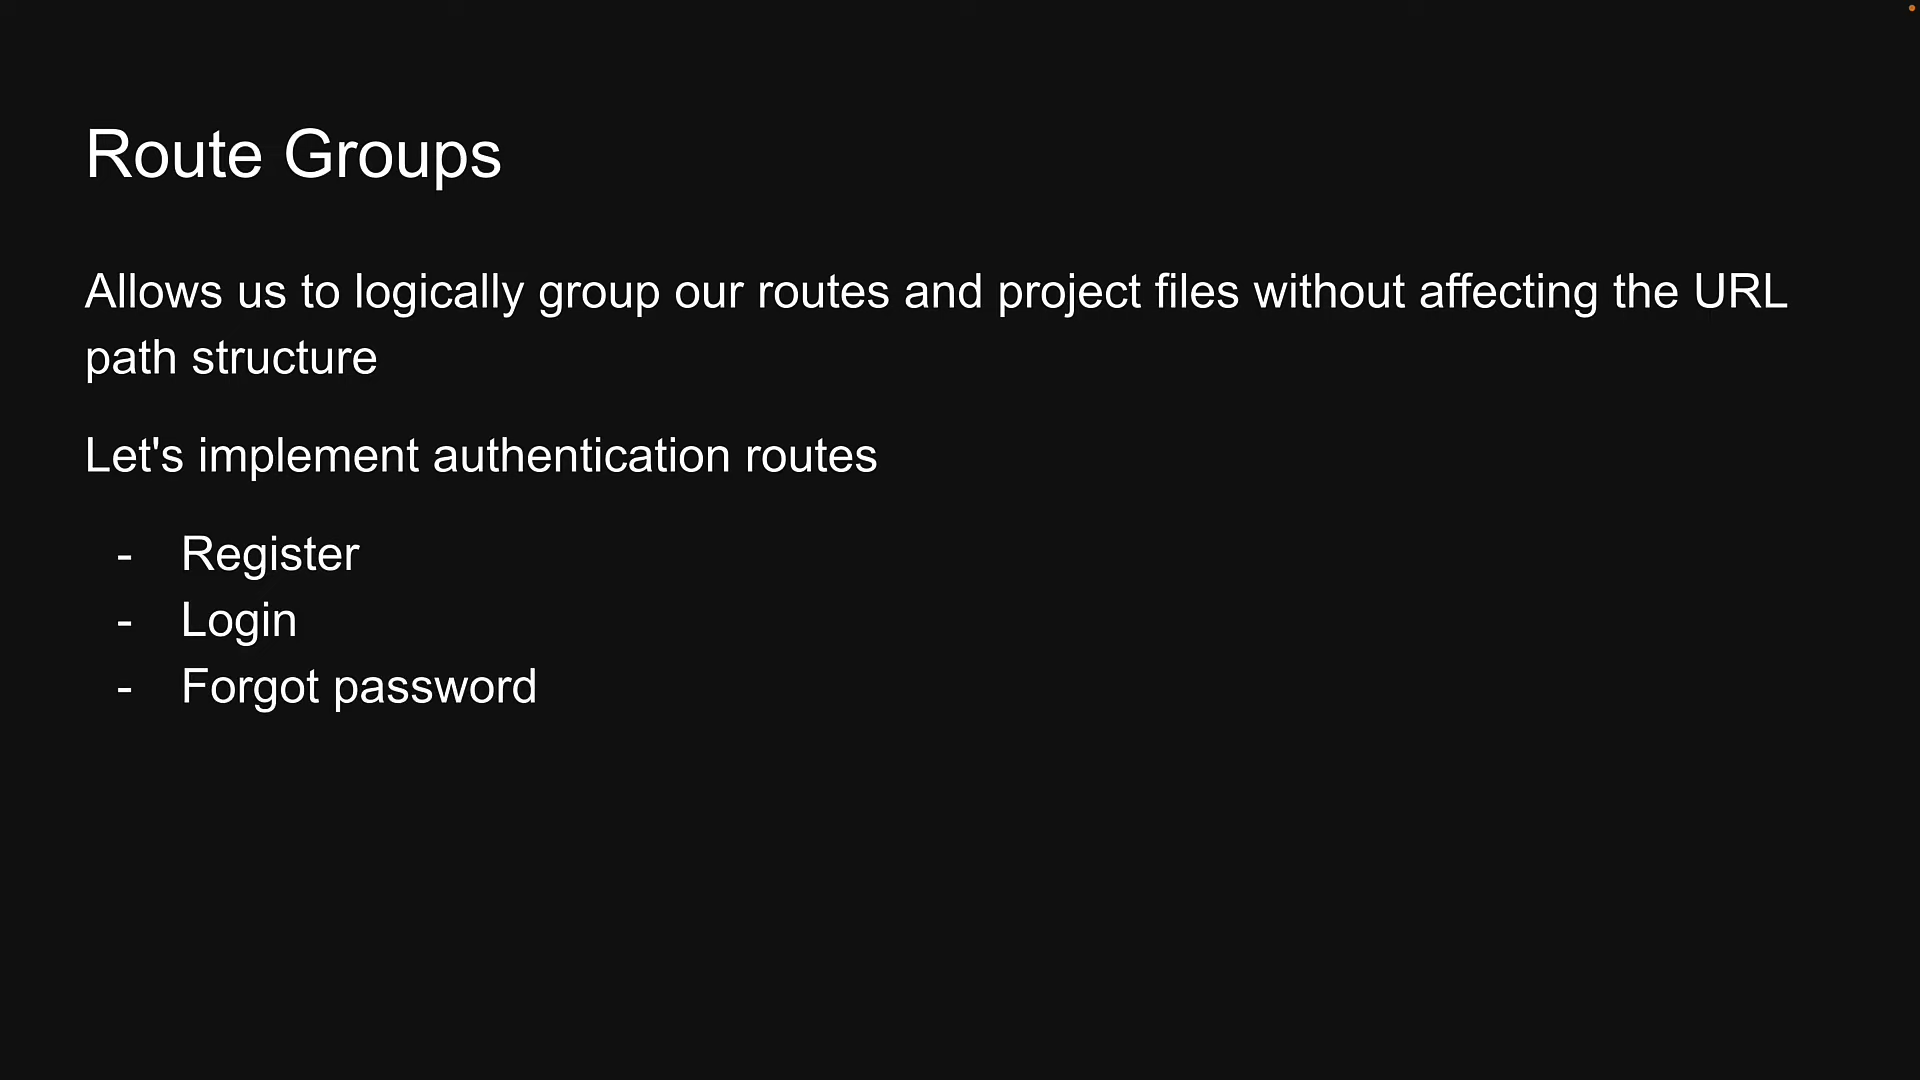 Route Groups
Allows us to logically group our routes and project files without affecting the URL
path structure
Let's implement authentication routes
- Register
- Login
- Forgot password